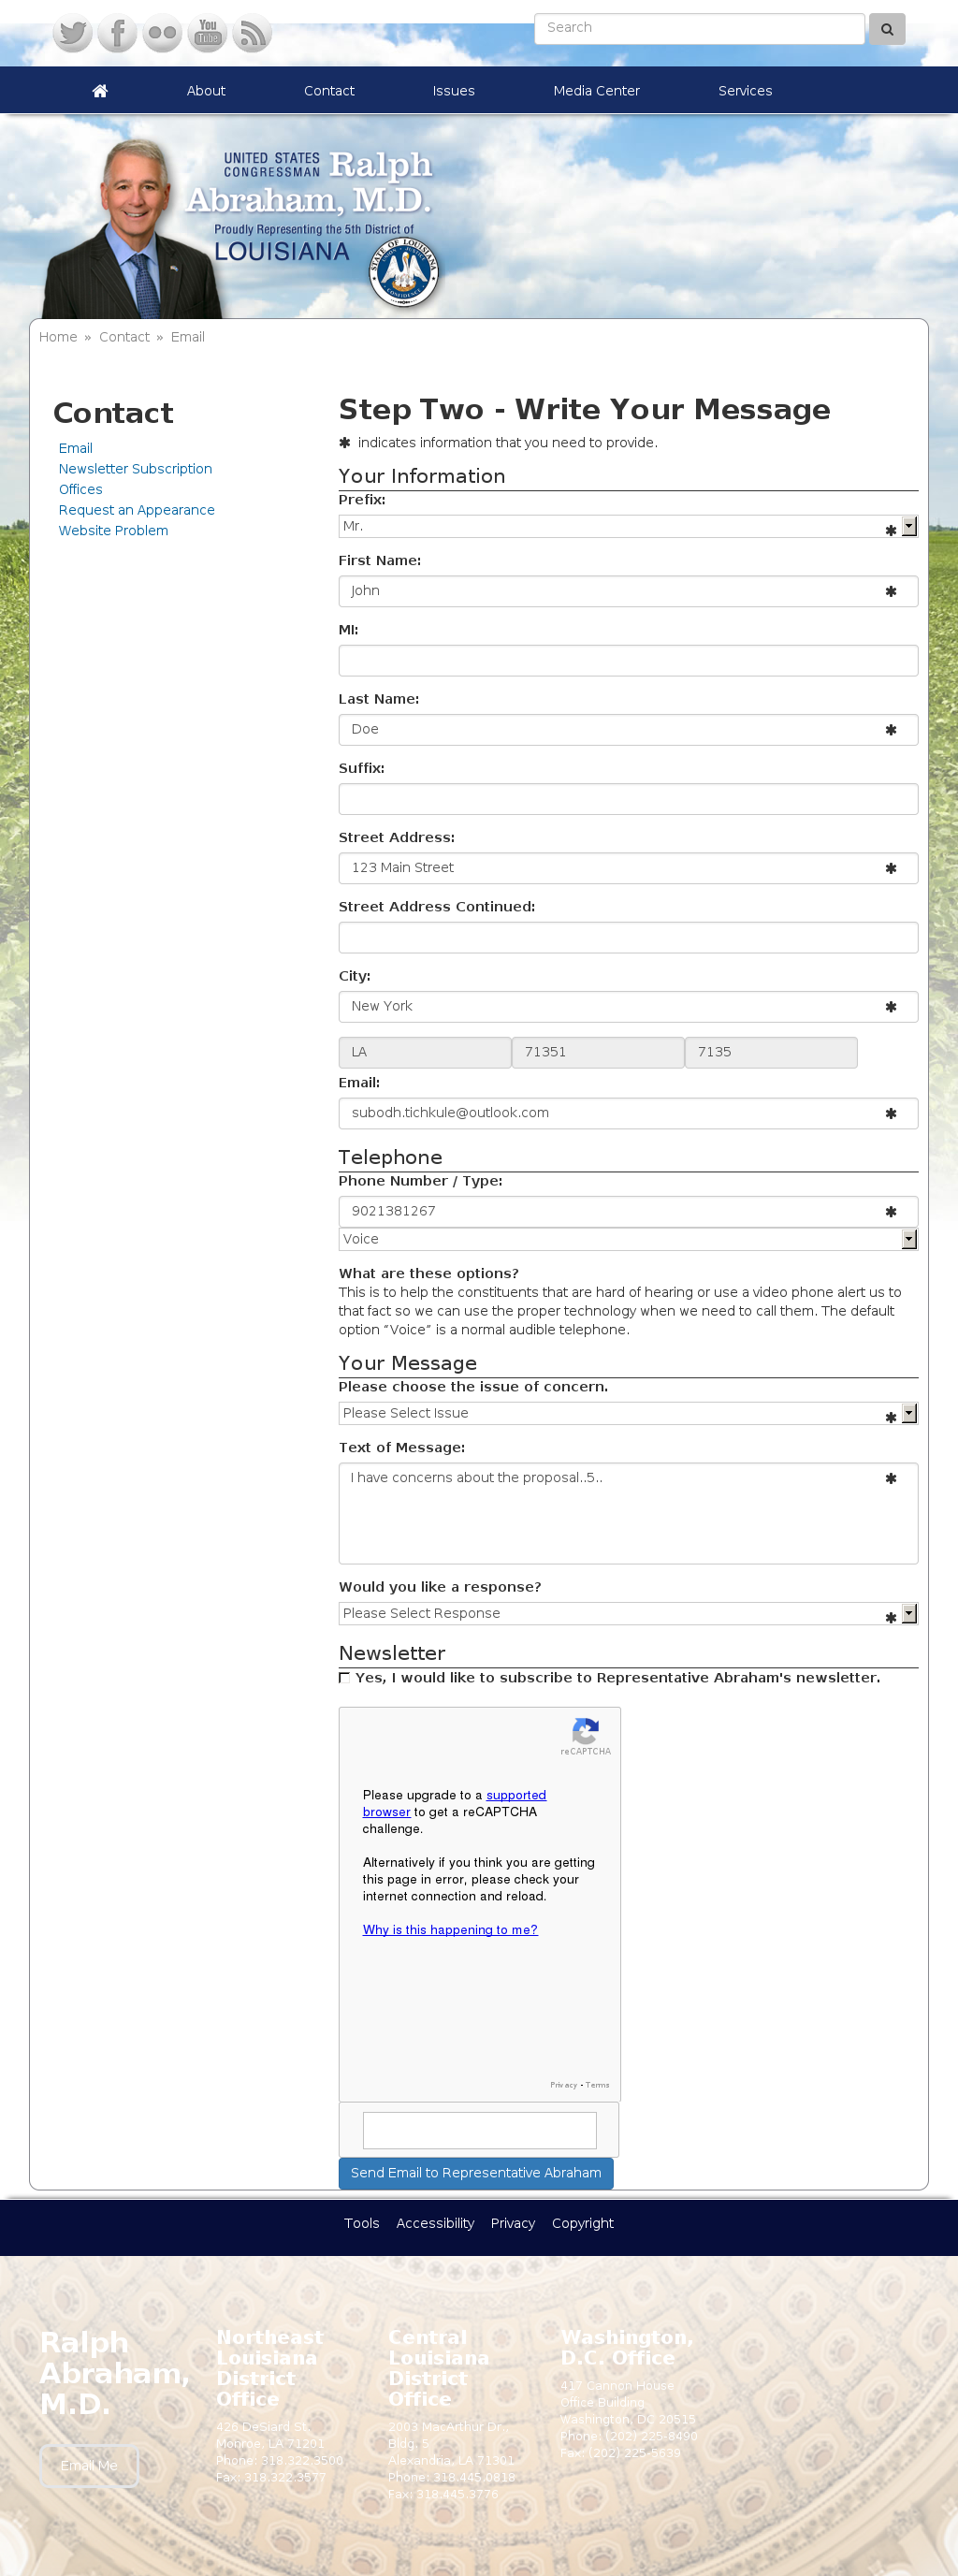 You
Tube
Search
About
Contact
Issues
Media Center
Services
UNITED STATES
CONGRESSMAN
Ralph
Abraham, M.D.
Proudly Representing the 5th District of
LOUISIANA
STATE OF LOUISIANA
CONFIDENCE
Home » Contact » Email
Contact
Email
Newsletter Subscription
Offices
Request an Appearance
Website Problem
Step Two - Write Your Message
✱ indicates information that you need to provide.
Your Information
Prefix:
Mr. ✱
First Name:
John ✱
MI:
Last Name:
Doe ✱
Suffix:
Street Address:
123 Main Street ✱
Street Address Continued:
City:
New York ✱
LA 71351 7135
Email:
subodh.tichkule@outlook.com ✱
Telephone
Phone Number / Type:
9021381267 ✱
Voice
What are these options?
This is to help the constituents that are hard of hearing or use a video phone alert us to
that fact so we can use the proper technology when we need to call them. The default
option "Voice" is a normal audible telephone.
Your Message
Please choose the issue of concern.
Please Select Issue ✱
Text of Message:
I have concerns about the proposal..5.. ✱
Would you like a response?
Please Select Response ✱
Newsletter
Yes, I would like to subscribe to Representative Abraham's newsletter.
reCAPTCHA
Please upgrade to a supported
browser to get a reCAPTCHA
challenge.
Alternatively if you think you are getting
this page in error, please check your
internet connection and reload.
Why is this happening to me?
Privacy - Terms
Send Email to Representative Abraham
Tools Accessibility Privacy Copyright
Ralph
Abraham,
M.D.
Email Me
Northeast
Louisiana
District
Office
426 DeSiard St.
Monroe, LA 71201
Phone: 318.322.3500
Fax: 318.322.3577
Central
Louisiana
District
Office
2003 MacArthur Dr.,
Bldg. 5
Alexandria, LA 71301
Phone: 318.445.0818
Fax: 318.445.3776
Washington,
D.C. Office
417 Cannon House
Office Building
Washington, DC 20515
Phone: (202) 225-8490
Fax: (202) 225-5639